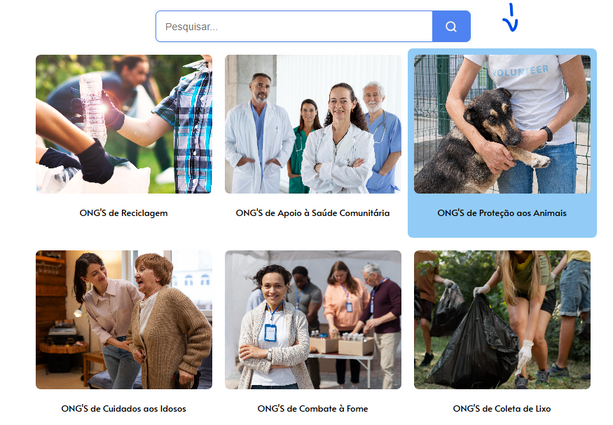 Pesquisar...
VOLUNTEER
ONG'S de Reciclagem
ONG'S de Apoio à Saúde Comunitária
ONG'S de Proteção aos Animais
ONG'S de Cuidados aos Idosos
ONG'S de Combate à Fome
ONG'S de Coleta de Lixo